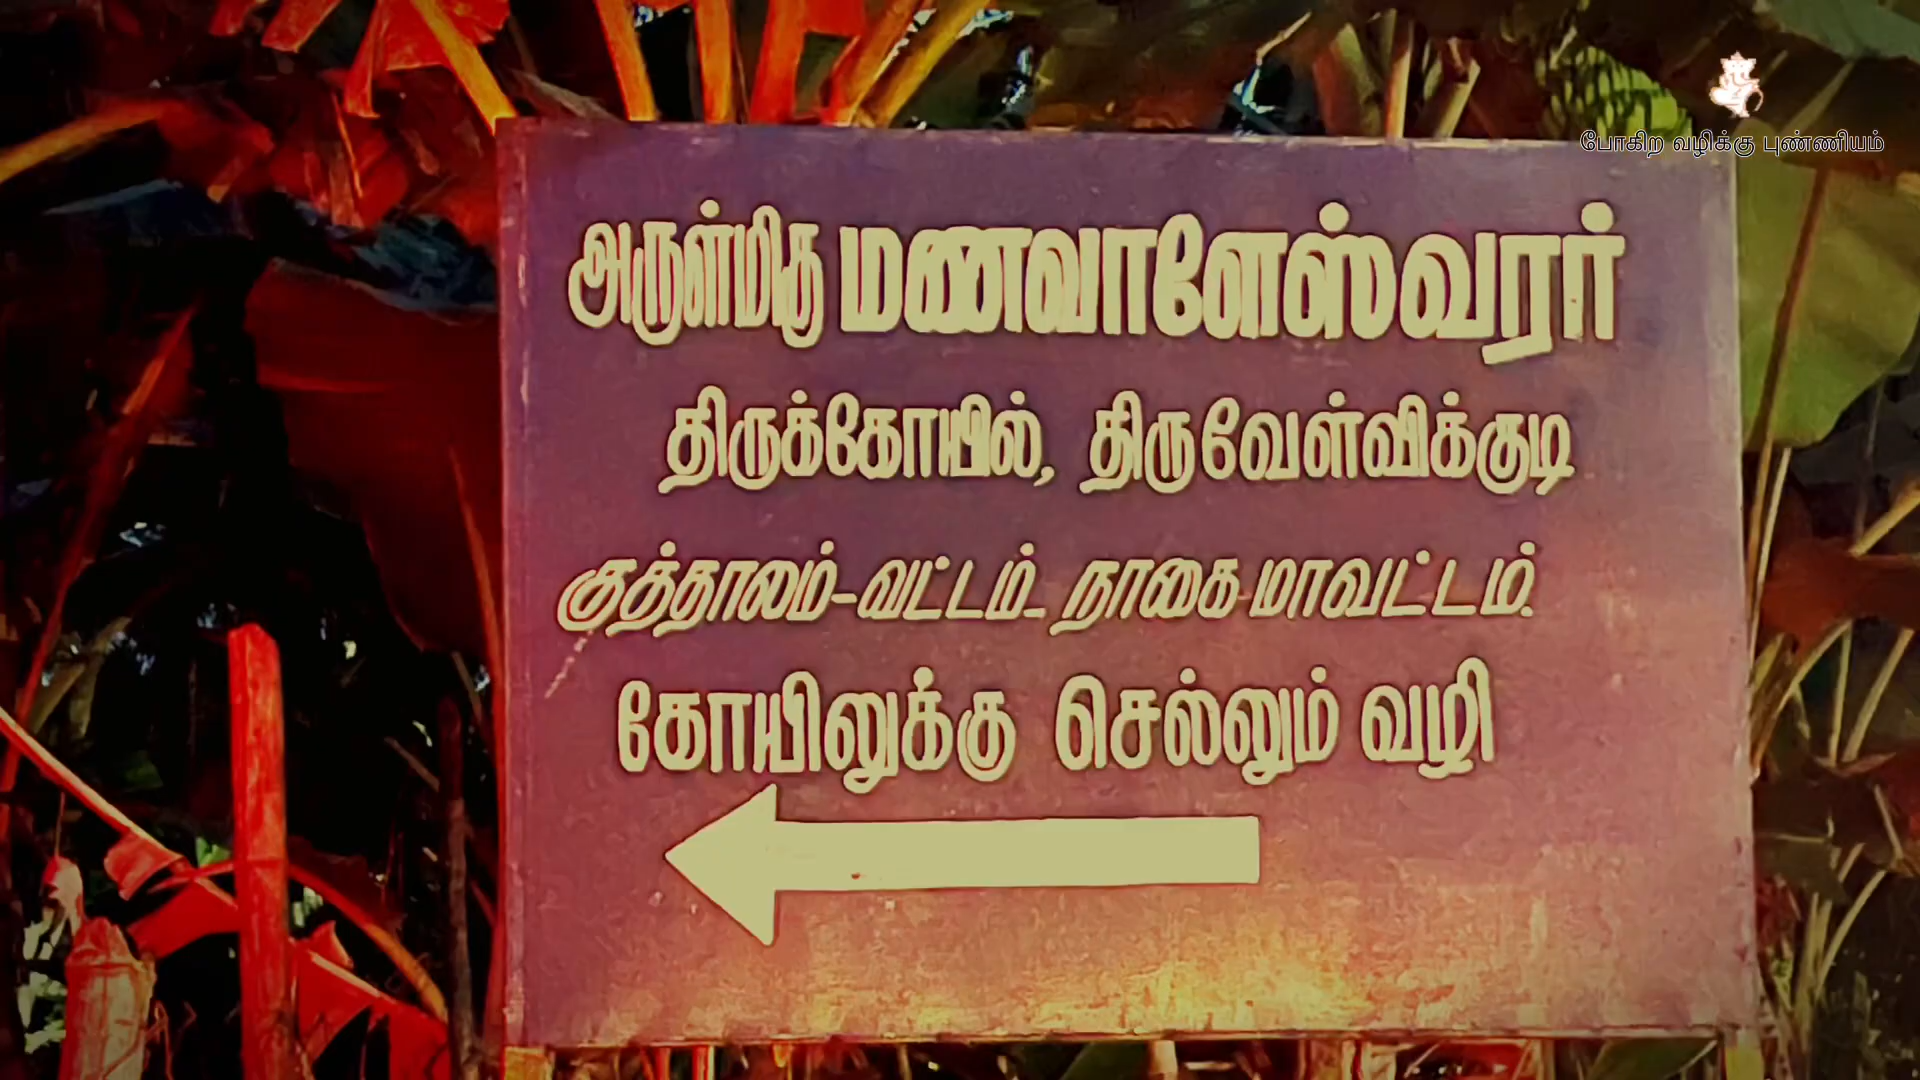 போகிற வழிக்கு புண்ணியம்
அருள்மிகு மணவாளேஸ்வரர்
திருக்கோயில், திருவேள்விக்குடி
குத்தாலம்-வட்டம்- நாகை மாவட்டம்.
கோயிலுக்கு செல்லும் வழி